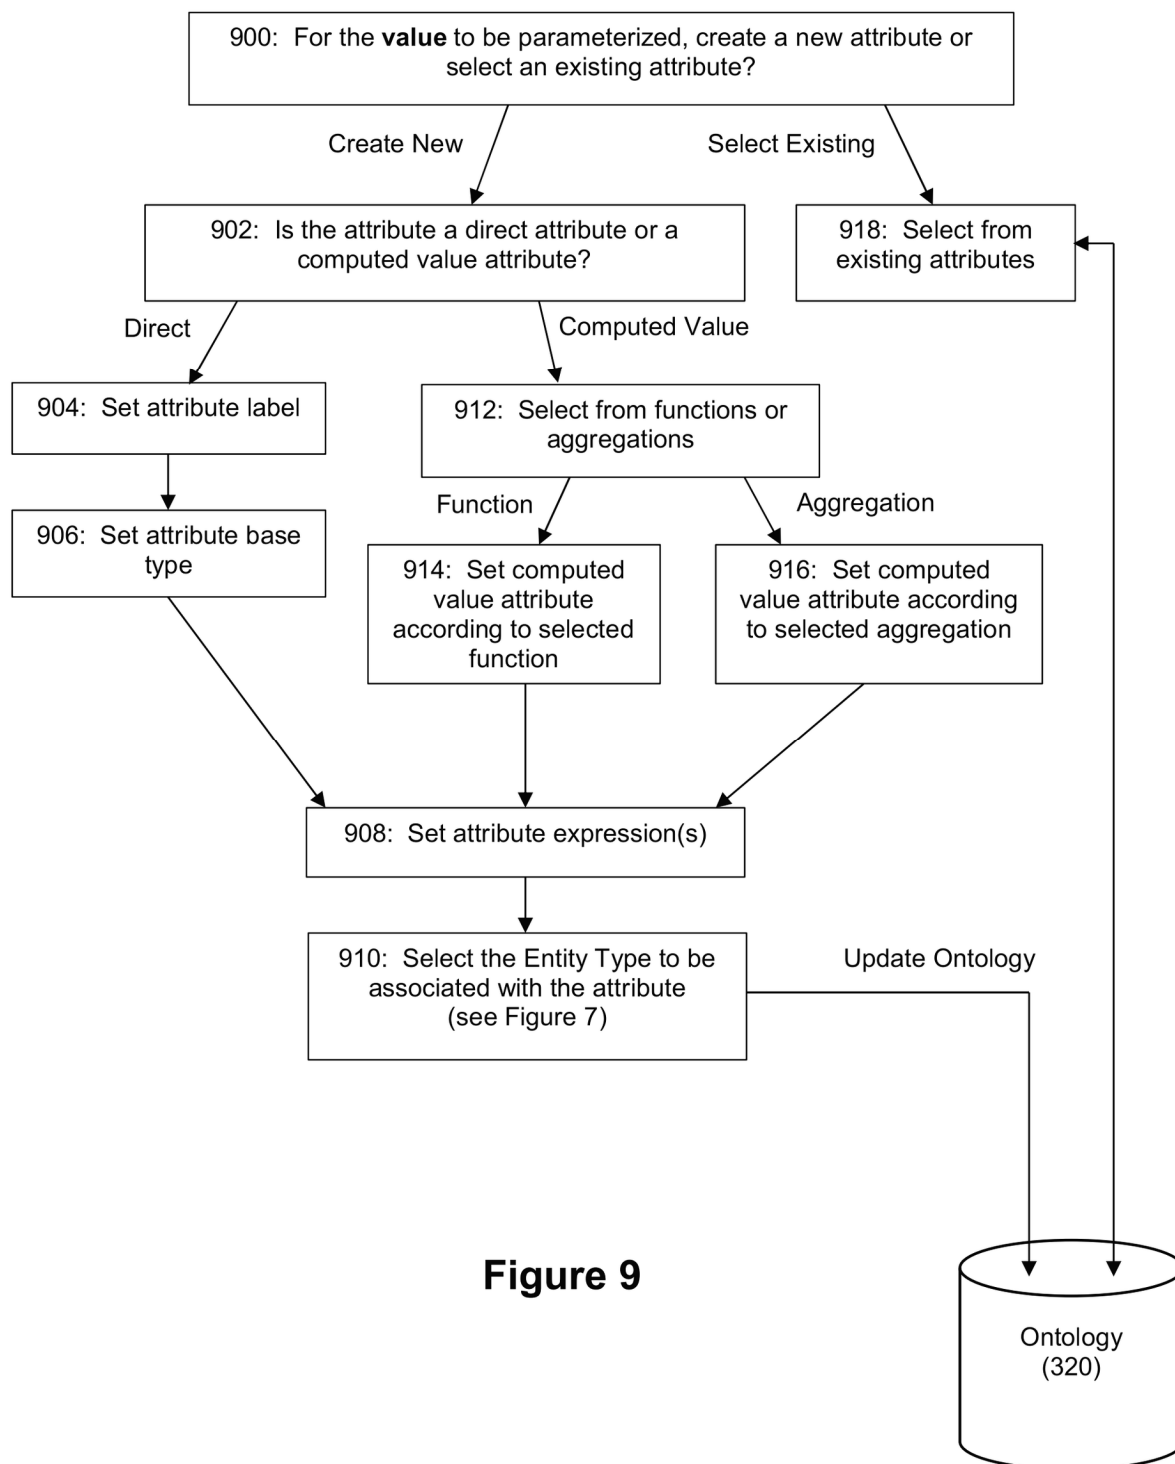 900:  For the value to be parameterized, create a new attribute or
select an existing attribute?
Create New
Select Existing
902:  Is the attribute a direct attribute or a
computed value attribute?
918:  Select from
existing attributes
Direct
Computed Value
904:  Set attribute label
912:  Select from functions or
aggregations
Function
Aggregation
906:  Set attribute base
type
914:  Set computed
value attribute
according to selected
function
916:  Set computed
value attribute according
to selected aggregation
908:  Set attribute expression(s)
910:  Select the Entity Type to be
associated with the attribute
(see Figure 7)
Update Ontology
Figure 9
Ontology
(320)